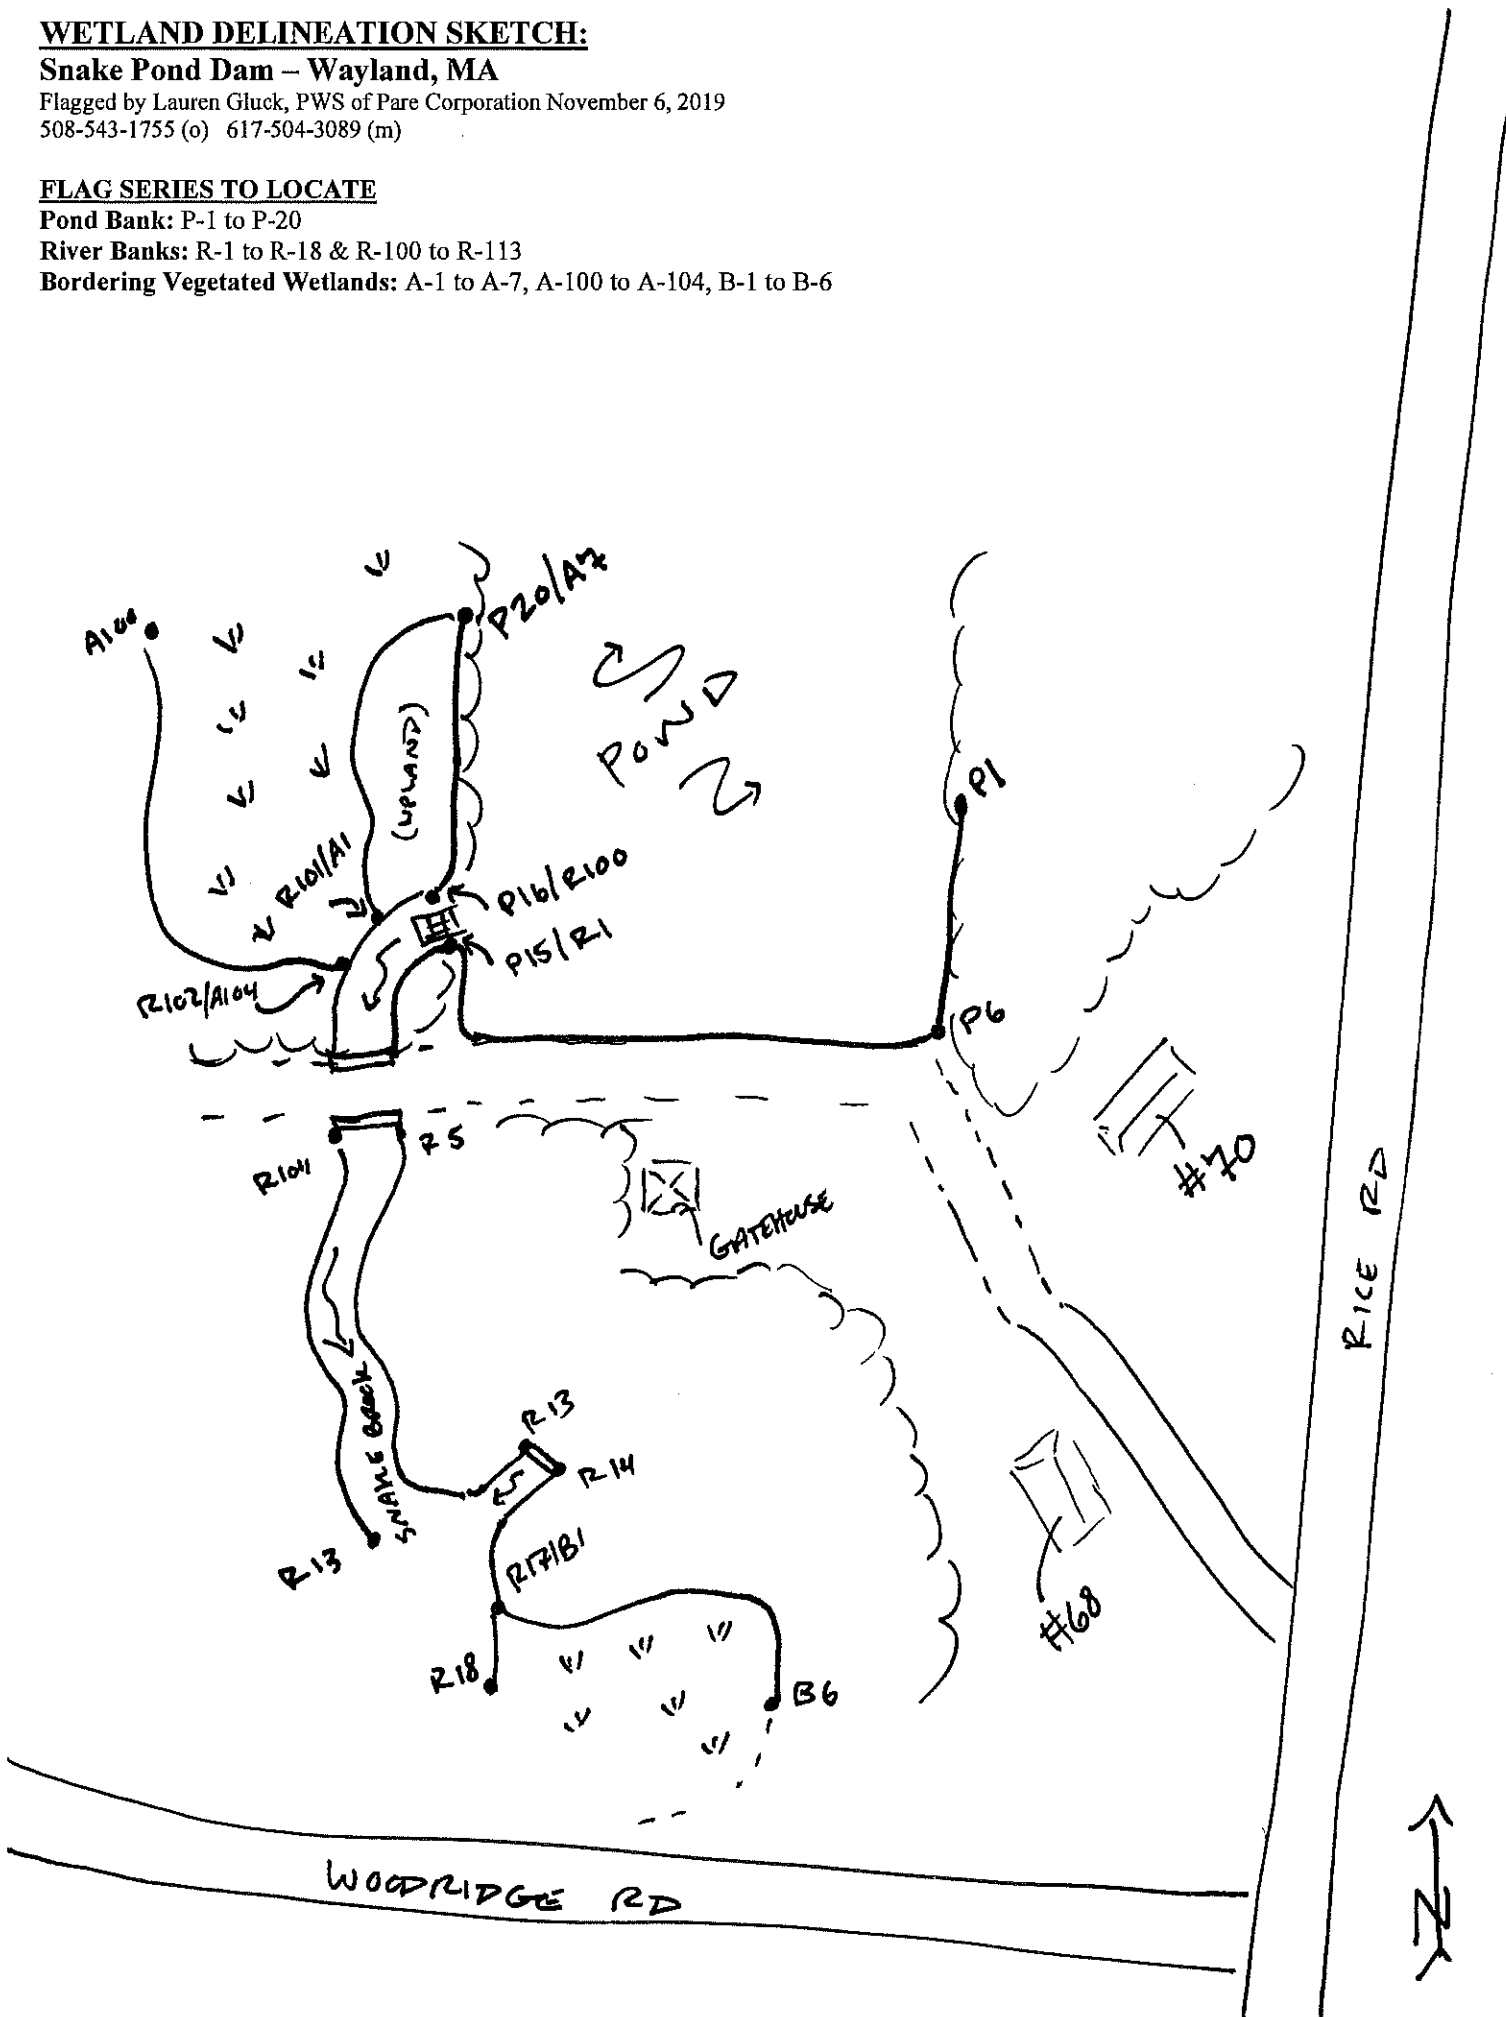 WETLAND DELINEATION SKETCH:
Snake Pond Dam – Wayland, MA
Flagged by Lauren Gluck, PWS of Pare Corporation November 6, 2019
508-543-1755 (o) 617-504-3089 (m)
FLAG SERIES TO LOCATE
Pond Bank: P-1 to P-20
River Banks: R-1 to R-18 & R-100 to R-113
Bordering Vegetated Wetlands: A-1 to A-7, A-100 to A-104, B-1 to B-6
P20/A7
A100
POND
(UPLAND)
P1
R101/A1
P16/R100
P15/R1
R102/A104
P6
R104
R5
#70
GATEHOUSE
RICE RD
SNAKE BROOK
R13
R14
R13
R17/B1
#68
R18
B6
WOODRIDGE RD
N